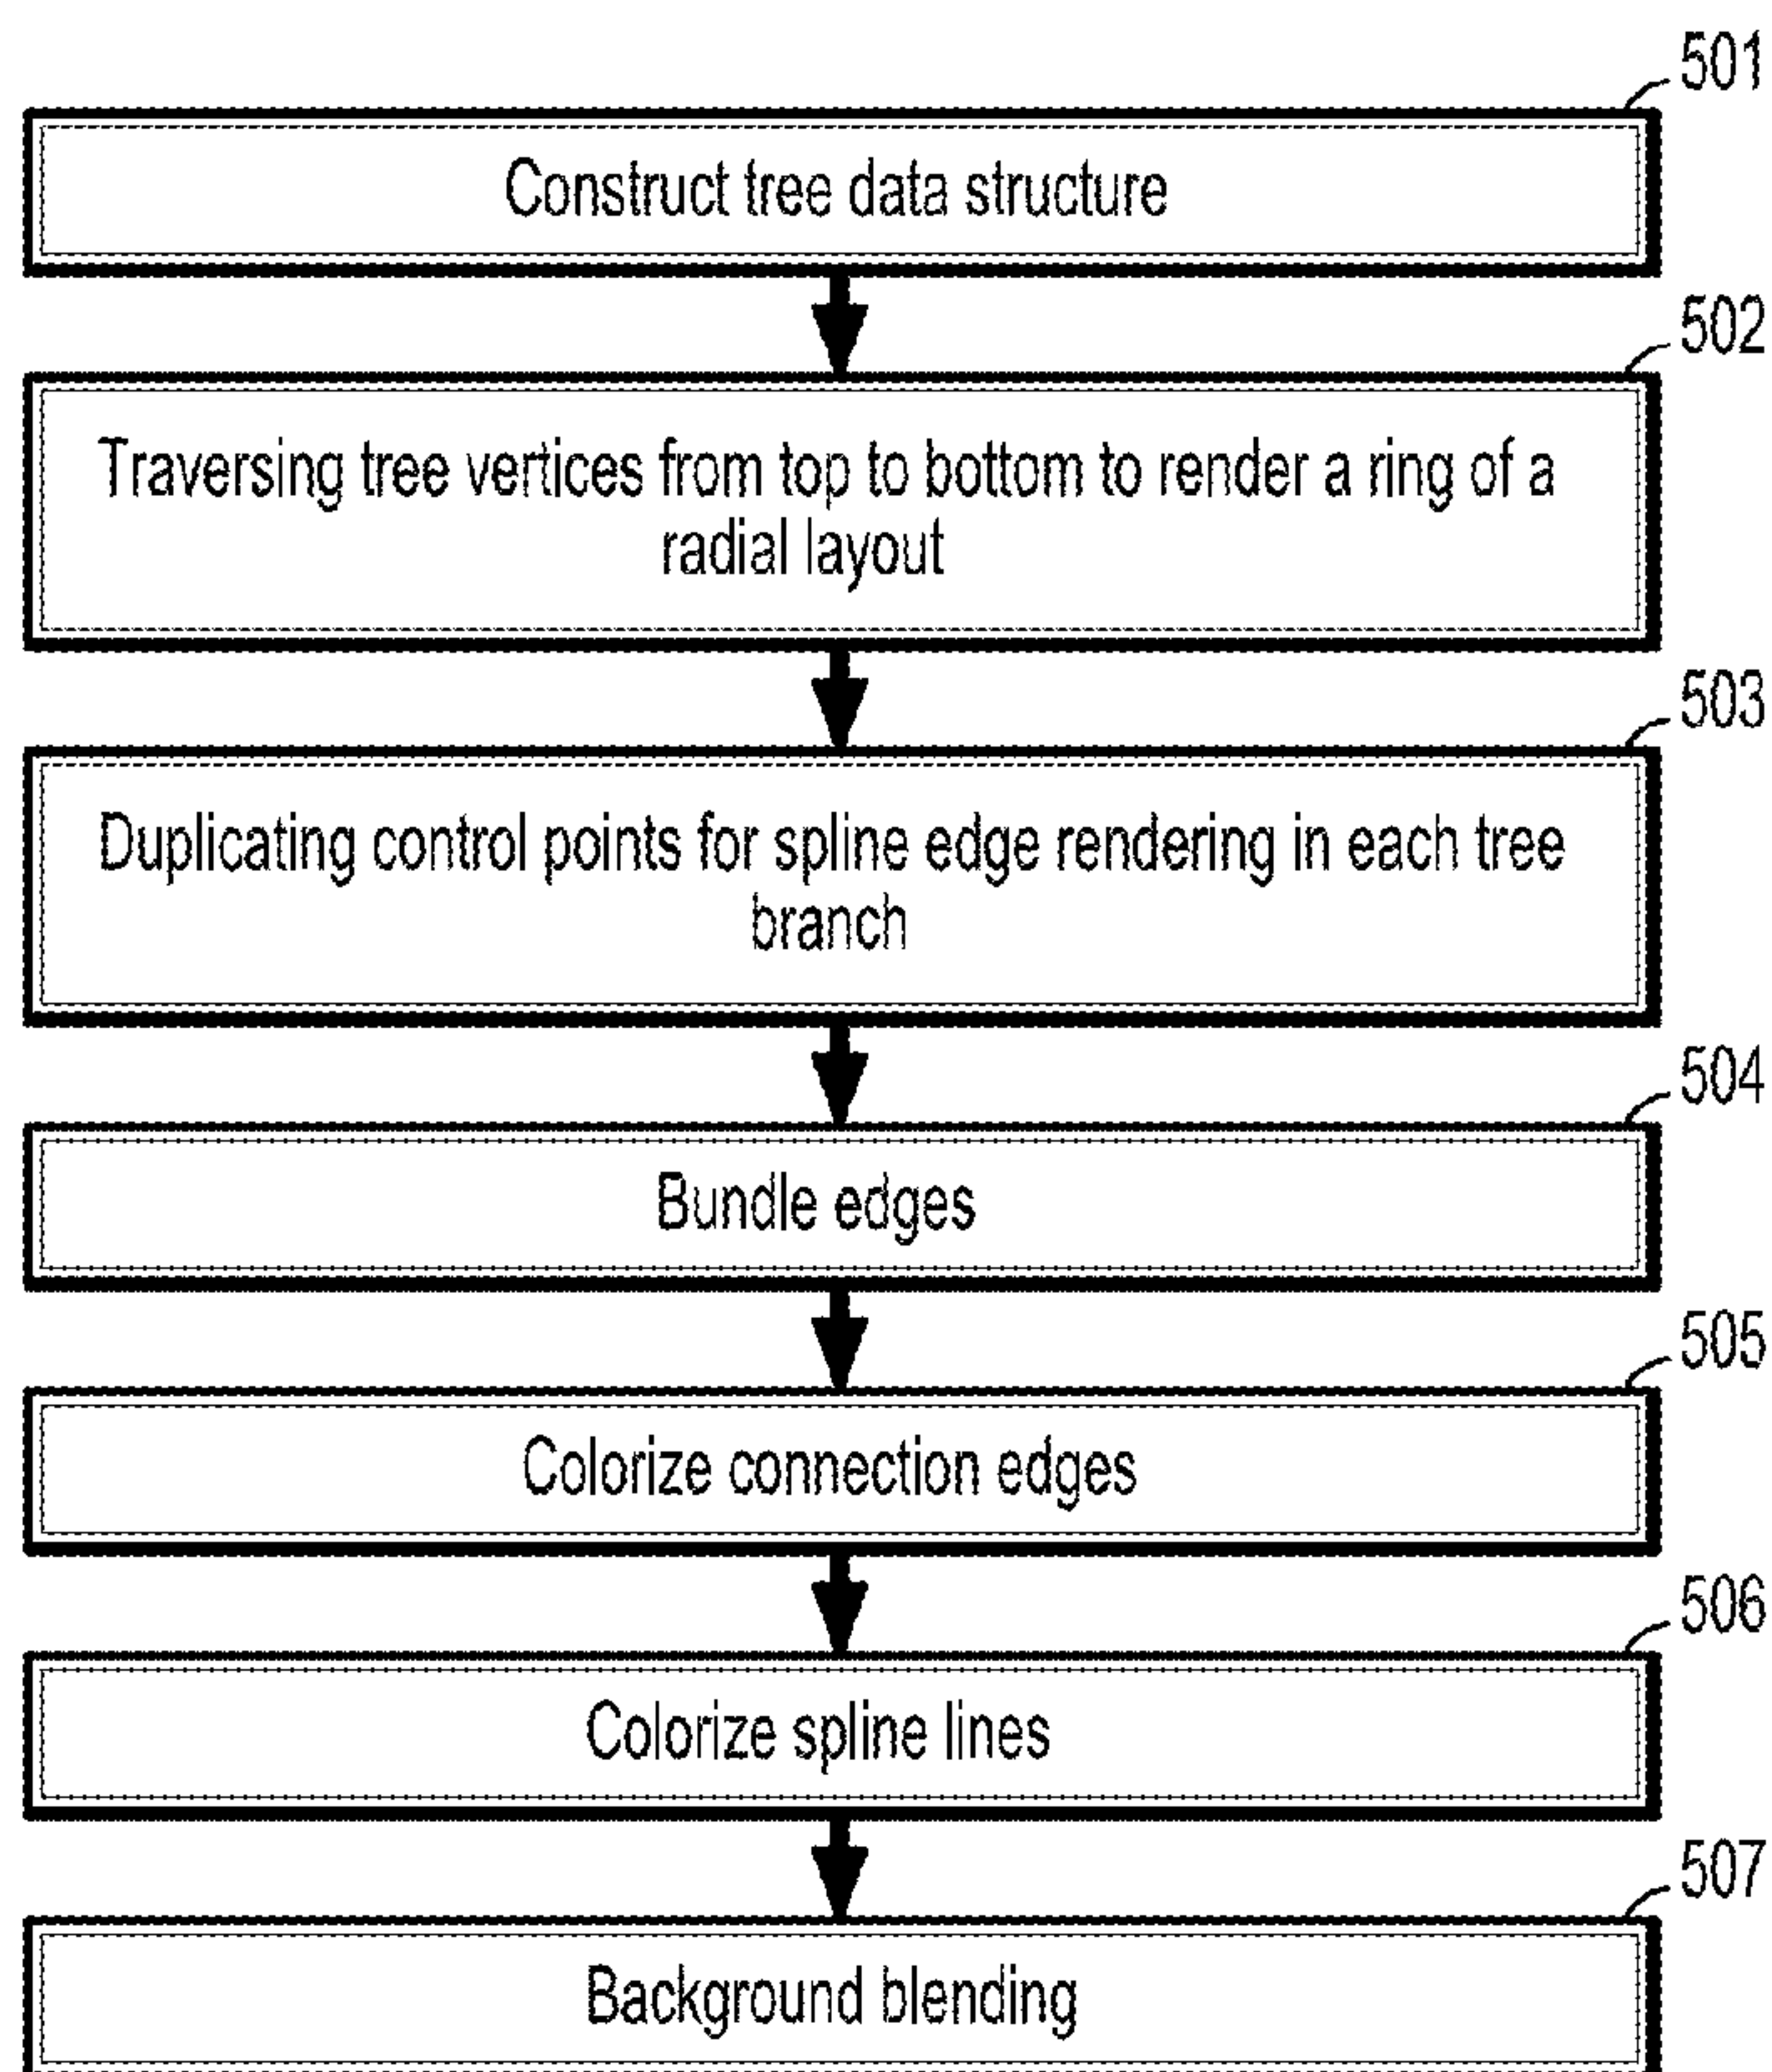 501
Construct tree data structure
502
Traversing tree vertices from top to bottom to render a ring of a
radial layout
503
Duplicating control points for spline edge rendering in each tree
branch
504
Bundle edges
505
Colorize connection edges
506
Colorize spline lines
507
Background blending